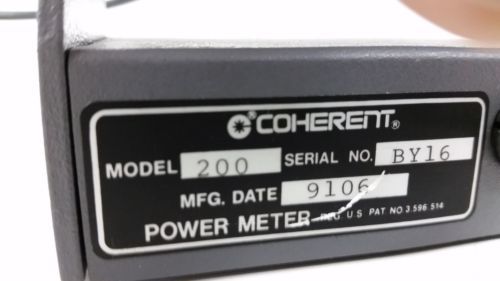 COHERENT®
MODEL 200 SERIAL NO. BY16
MFG. DATE 9106
POWER METER REG U S PAT NO 3.596.514